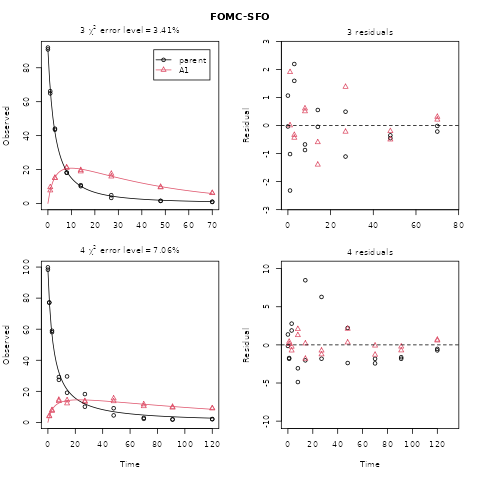 FOMC-SFO
3 χ² error level = 3.41%
Observed
0 20 40 60 80
parent
A1
0 10 20 30 40 50 60 70
3 residuals
Residual
-3 -2 -1 0 1 2 3
0 20 40 60 80
4 χ² error level = 7.06%
Observed
0 20 40 60 80 100
0 20 40 60 80 100 120
Time
4 residuals
Residual
-10 -5 0 5 10
0 20 40 60 80 100 120
Time